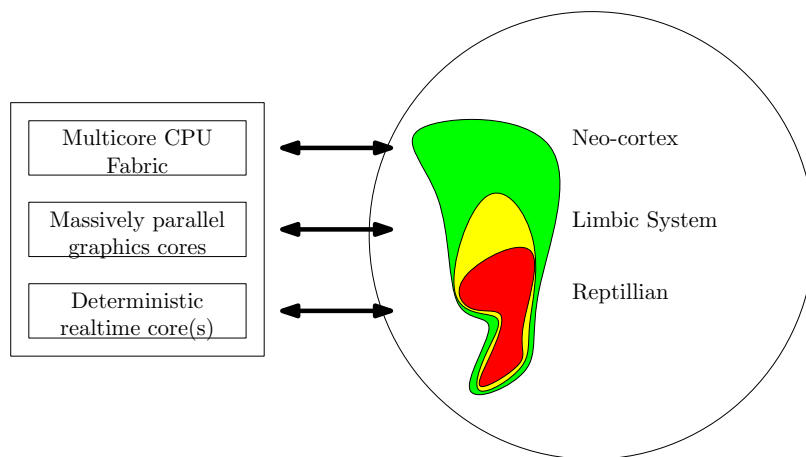 Multicore CPU
Fabric
Massively parallel
graphics cores
Deterministic
realtime core(s)
Neo-cortex
Limbic System
Reptillian